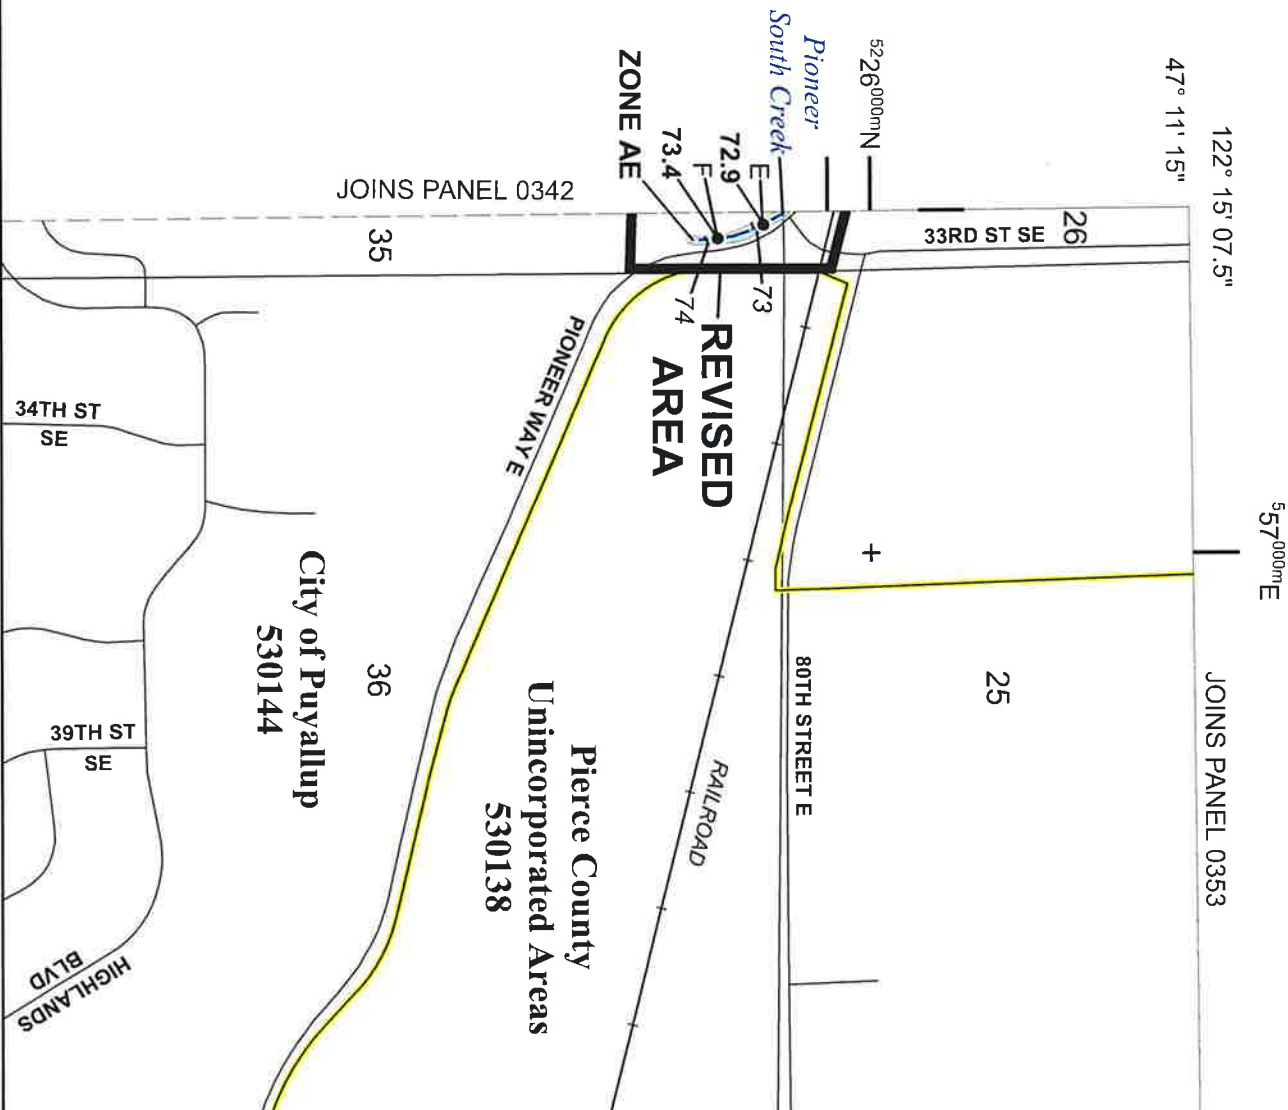 122° 15' 07.5"
47° 11' 15"
⁵57⁰⁰⁰ᵐE
JOINS PANEL 0353
⁵²26⁰⁰⁰ᵐN
26
33RD ST SE
25
Pioneer
South Creek
80TH STREET E
E
72.9
F
73.4
ZONE AE
73
74
REVISED
AREA
RAILROAD
JOINS PANEL 0342
PIONEER WAY E
Pierce County
Unincorporated Areas
530138
35
36
City of Puyallup
530144
34TH ST
SE
39TH ST
SE
HIGHLANDS
BLVD